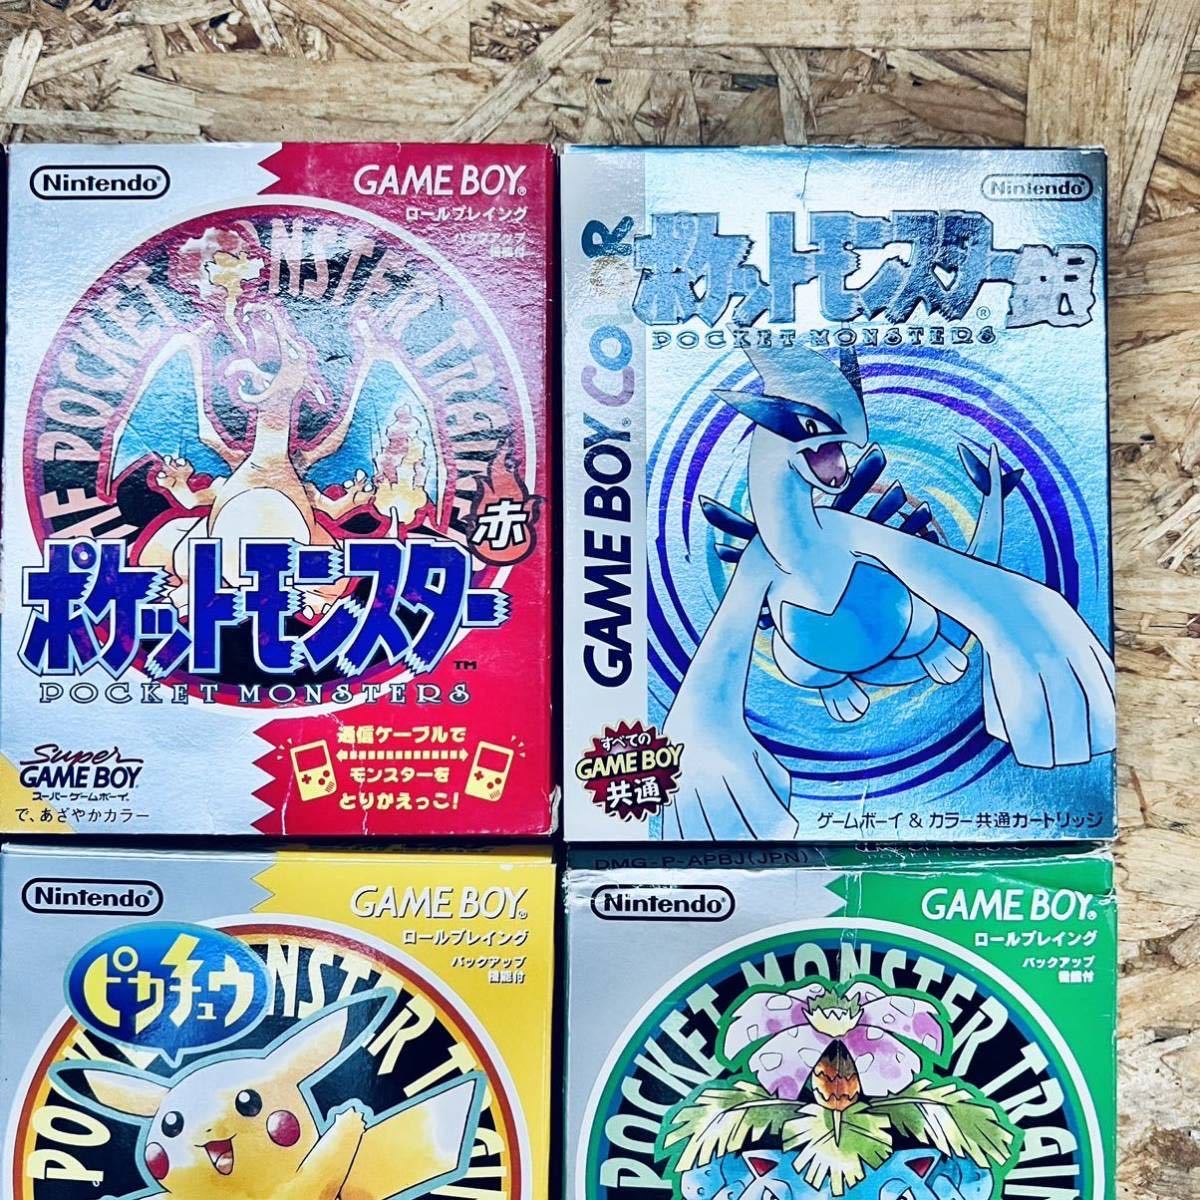 Nintendo
GAME BOY
ロールプレイング
バックアップ
機能付
THE POCKET MONSTER TRAINER
赤
ポケットモンスター
TM
POCKET MONSTERS
Super
GAME BOY
スーパーゲームボーイ
で、あざやかカラー
通信ケーブルで
モンスターを
とりかえっこ!
Nintendo
GAME BOY COLOR
ポケットモンスター銀
POCKET MONSTERS
すべての
GAME BOY
共通
ゲームボーイ & カラー共通カートリッジ
Nintendo
GAME BOY
ロールプレイング
バックアップ
機能付
ピカチュウ
POCKET MONSTER TRAI
DMG-P-APBJ(JPN)
Nintendo
GAME BOY
ロールプレイング
バックアップ
機能付
POCKET MONSTER TRAI